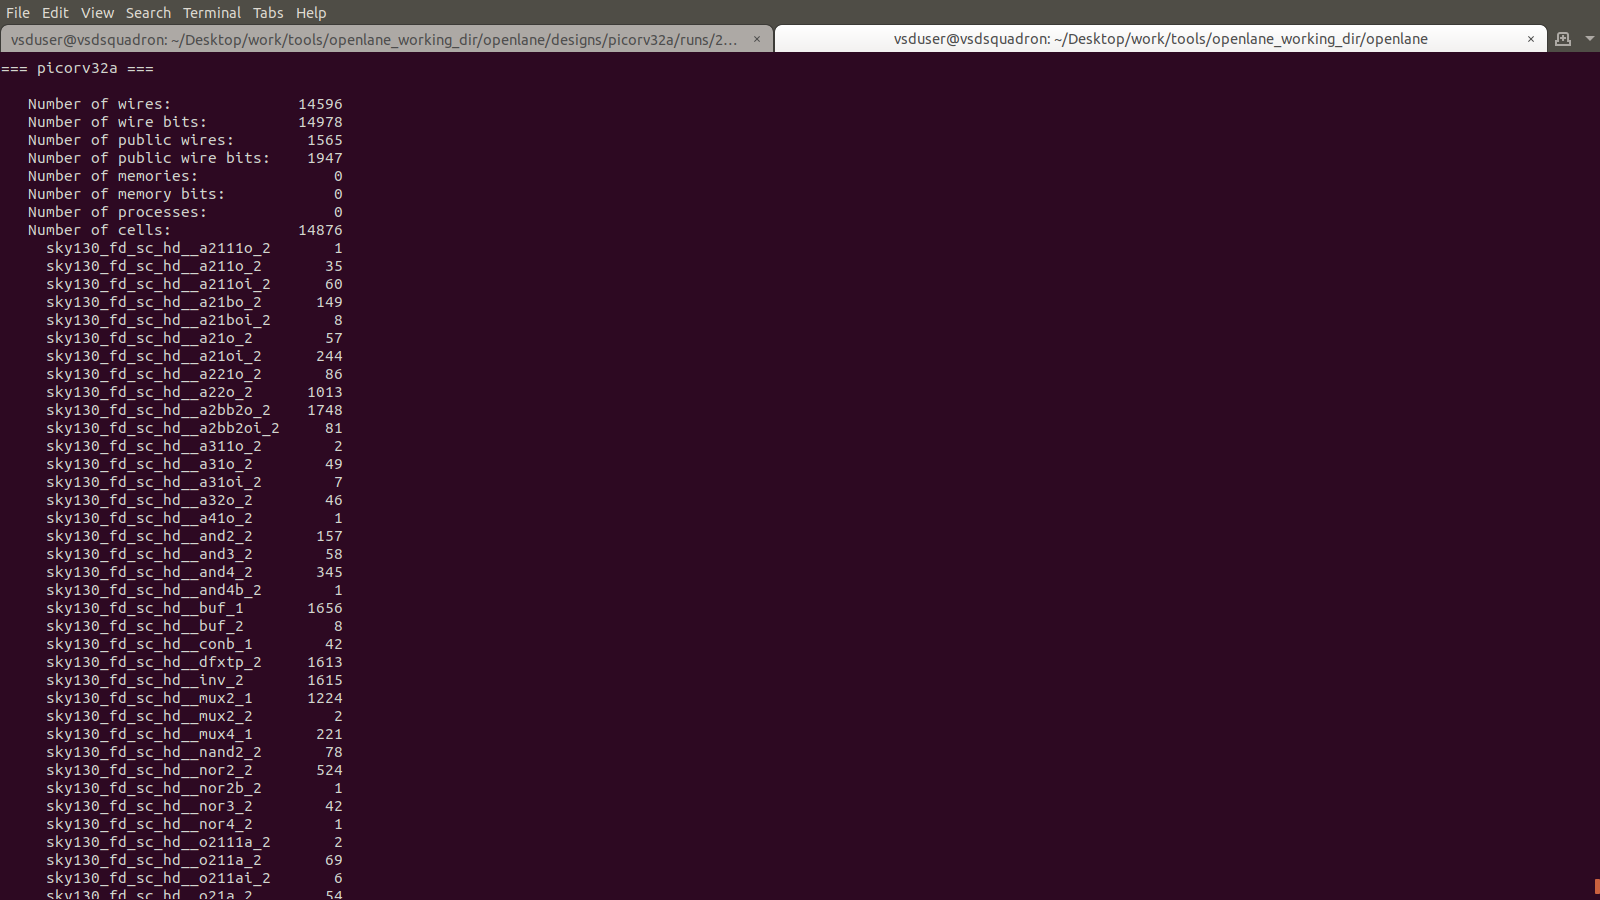 File Edit View Search Terminal Tabs Help
vsduser@vsdsquadron: ~/Desktop/work/tools/openlane_working_dir/openlane/designs/picorv32a/runs/2... × vsduser@vsdsquadron: ~/Desktop/work/tools/openlane_working_dir/openlane ×
=== picorv32a ===
Number of wires: 14596
Number of wire bits: 14978
Number of public wires: 1565
Number of public wire bits: 1947
Number of memories: 0
Number of memory bits: 0
Number of processes: 0
Number of cells: 14876
sky130_fd_sc_hd__a2111o_2 1
sky130_fd_sc_hd__a211o_2 35
sky130_fd_sc_hd__a211oi_2 60
sky130_fd_sc_hd__a21bo_2 149
sky130_fd_sc_hd__a21boi_2 8
sky130_fd_sc_hd__a21o_2 57
sky130_fd_sc_hd__a21oi_2 244
sky130_fd_sc_hd__a221o_2 86
sky130_fd_sc_hd__a22o_2 1013
sky130_fd_sc_hd__a2bb2o_2 1748
sky130_fd_sc_hd__a2bb2oi_2 81
sky130_fd_sc_hd__a311o_2 2
sky130_fd_sc_hd__a31o_2 49
sky130_fd_sc_hd__a31oi_2 7
sky130_fd_sc_hd__a32o_2 46
sky130_fd_sc_hd__a41o_2 1
sky130_fd_sc_hd__and2_2 157
sky130_fd_sc_hd__and3_2 58
sky130_fd_sc_hd__and4_2 345
sky130_fd_sc_hd__and4b_2 1
sky130_fd_sc_hd__buf_1 1656
sky130_fd_sc_hd__buf_2 8
sky130_fd_sc_hd__conb_1 42
sky130_fd_sc_hd__dfxtp_2 1613
sky130_fd_sc_hd__inv_2 1615
sky130_fd_sc_hd__mux2_1 1224
sky130_fd_sc_hd__mux2_2 2
sky130_fd_sc_hd__mux4_1 221
sky130_fd_sc_hd__nand2_2 78
sky130_fd_sc_hd__nor2_2 524
sky130_fd_sc_hd__nor2b_2 1
sky130_fd_sc_hd__nor3_2 42
sky130_fd_sc_hd__nor4_2 1
sky130_fd_sc_hd__o2111a_2 2
sky130_fd_sc_hd__o211a_2 69
sky130_fd_sc_hd__o211ai_2 6
sky130_fd_sc_hd__o21a_2 54